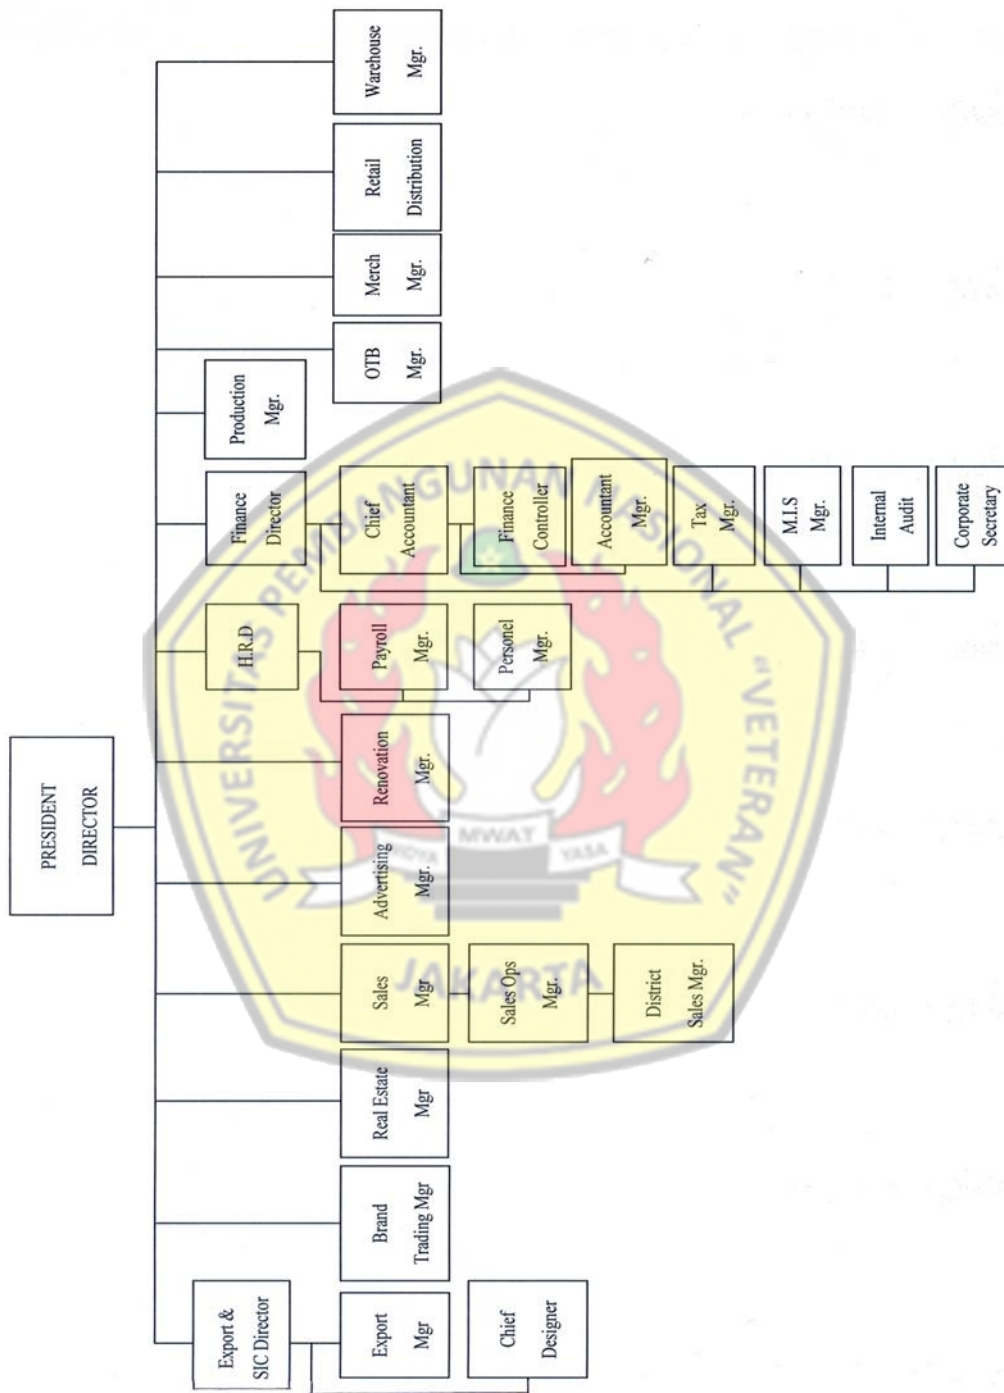 PRESIDENT
DIRECTOR
Export &
SIC Director
H.R.D
Finance
Director
Production
Mgr.
Export
Mgr
Brand
Trading Mgr
Real Estate
Mgr
Sales
Mgr
Advertising
Mgr.
Renovation
Mgr.
Payroll
Mgr.
Chief
Accountant
OTB
Mgr.
Merch
Mgr.
Retail
Distribution
Warehouse
Mgr.
Chief
Designer
Sales Ops
Mgr.
Personel
Mgr.
Finance
Controller
District
Sales Mgr.
Accountant
Mgr.
Tax
Mgr.
M.I.S
Mgr.
Internal
Audit
Corporate
Secretary
UNIVERSITAS PEMBANGUNAN NASIONAL "VETERAN"
WIDYA
MWAT
YASA
JAKARTA